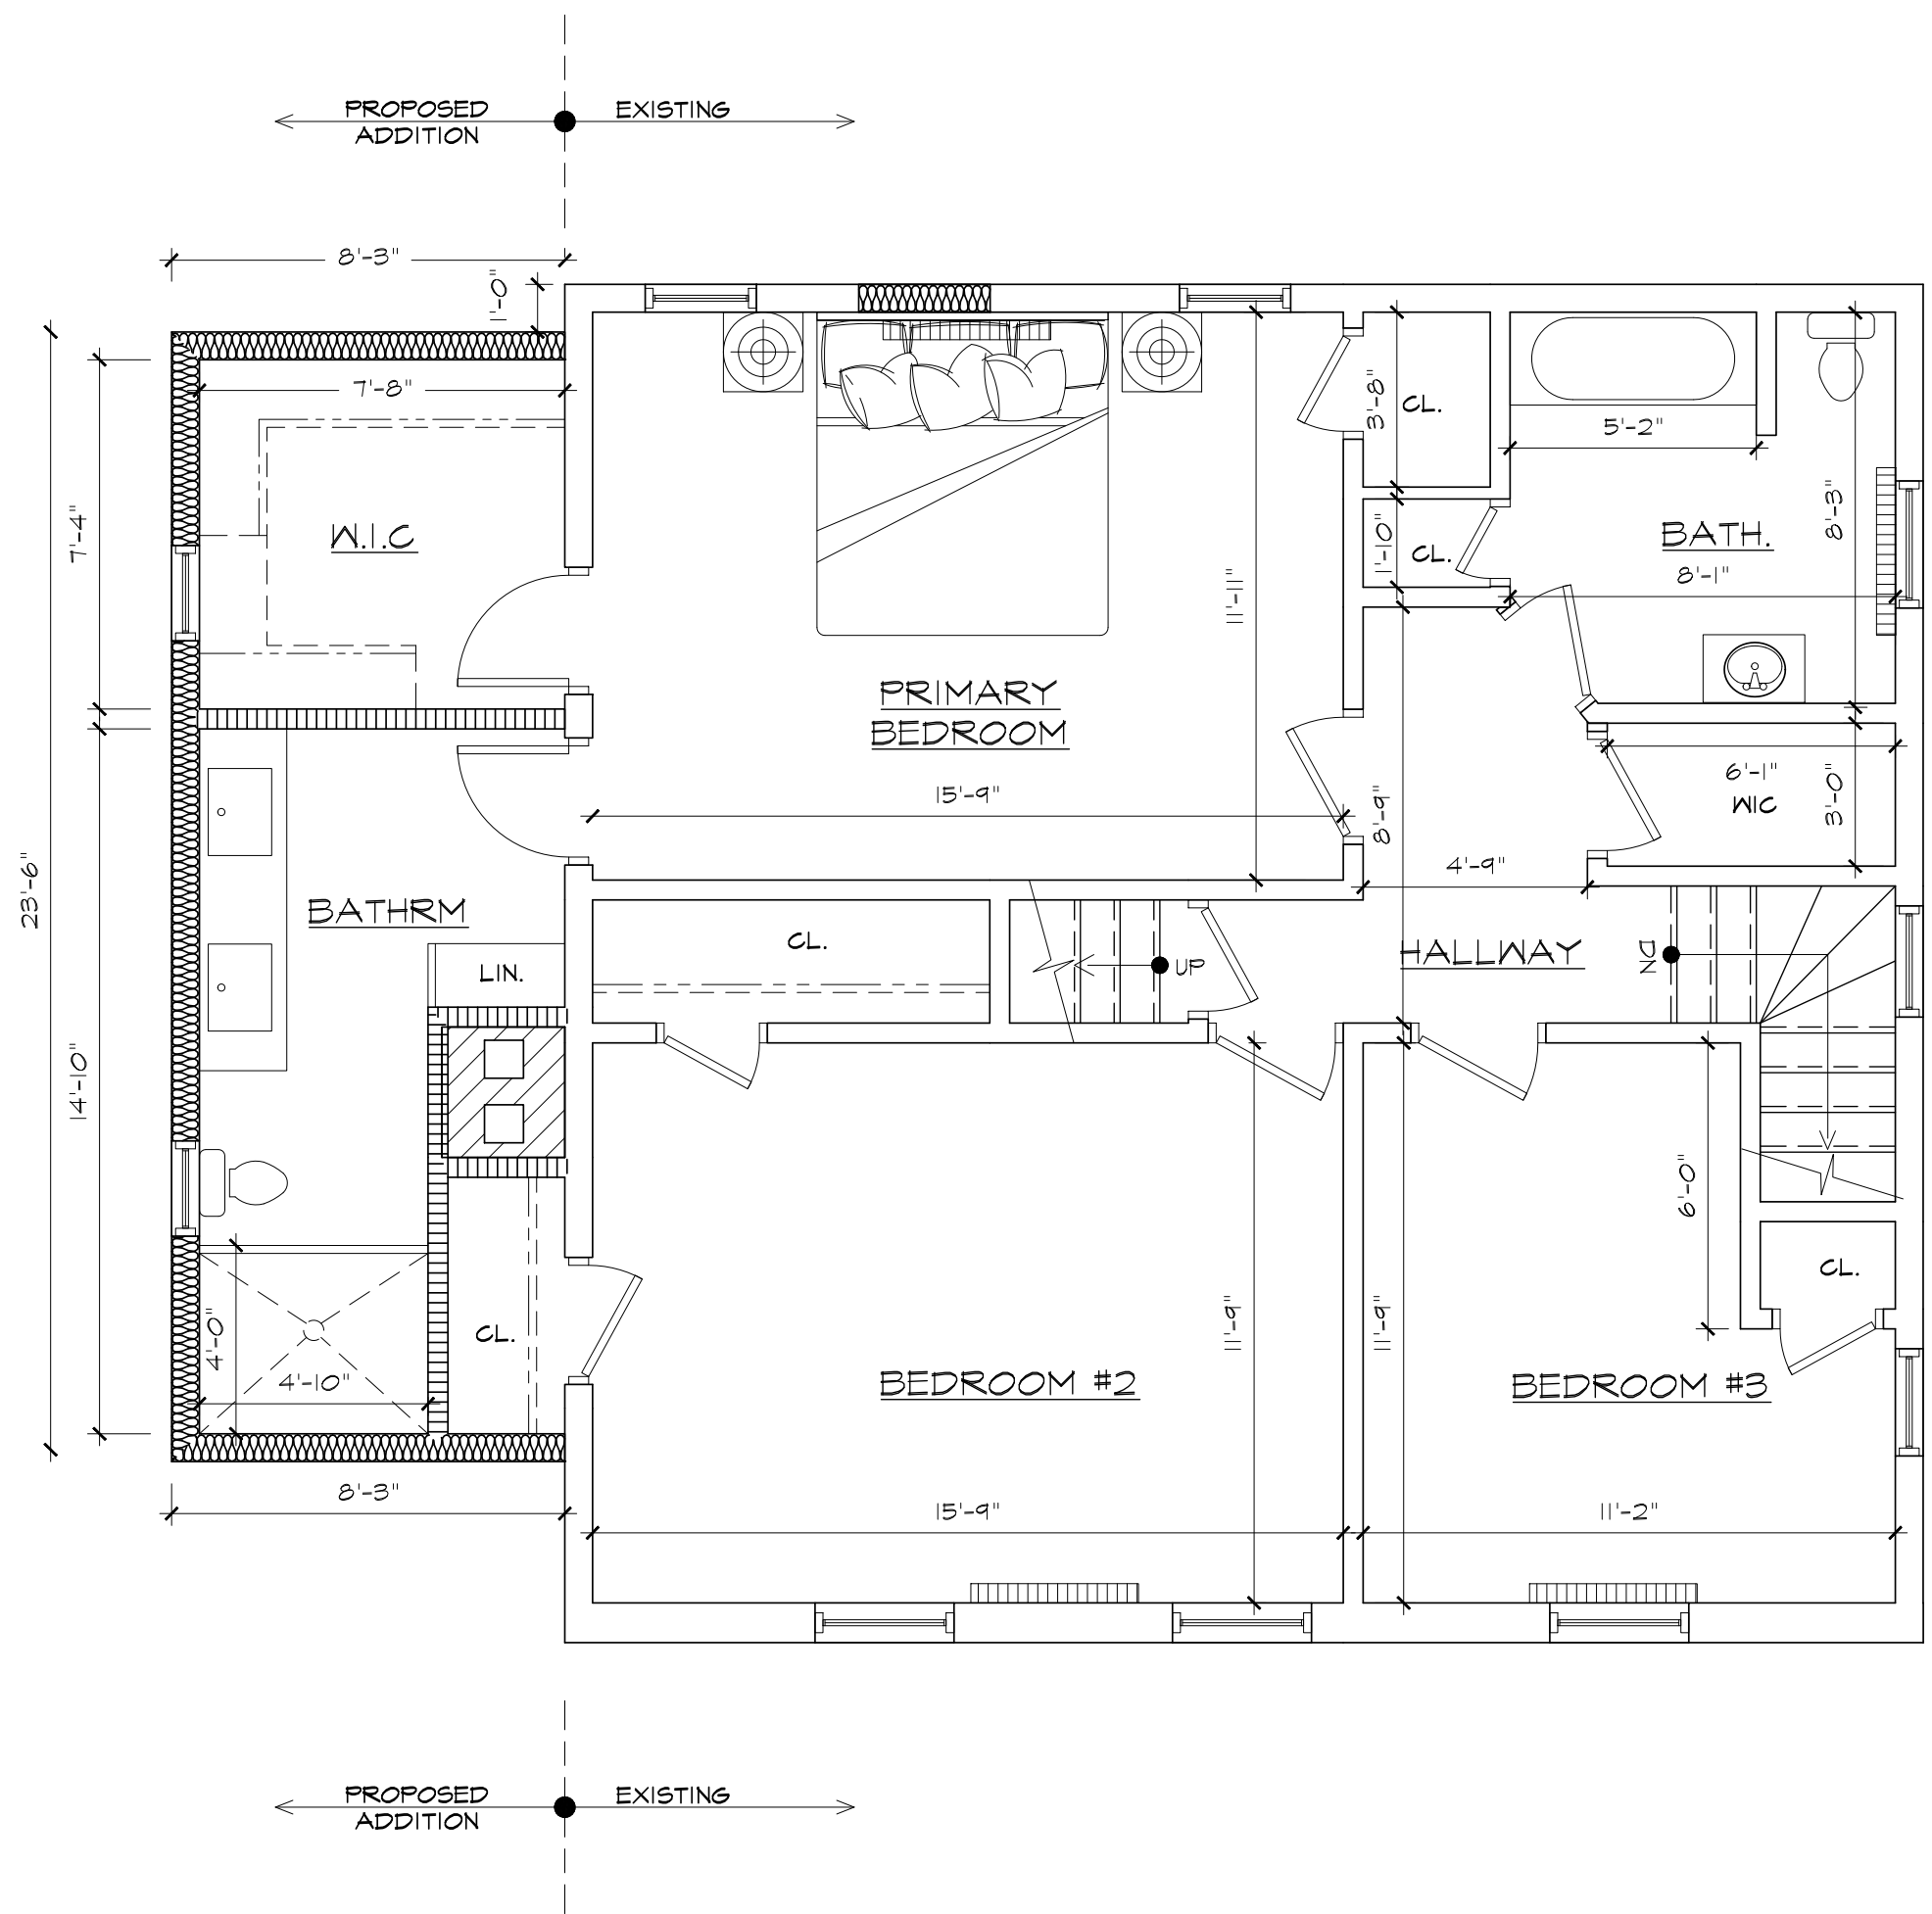 PROPOSED
ADDITION
EXISTING
8'-3"
1'-0"
7'-8"
7'-4"
W.I.C
3'-8"
CL.
5'-2"
1'-10"
CL.
BATH.
8'-3"
8'-1"
11'-11"
PRIMARY
BEDROOM
15'-9"
8'-9"
6'-1"
WIC
3'-0"
4'-9"
23'-6"
BATHRM
CL.
LIN.
UP
HALLWAY
DN
14'-10"
6'-0"
CL.
4'-0"
4'-10"
CL.
11'-9"
11'-9"
BEDROOM #2
BEDROOM #3
8'-3"
15'-9"
11'-2"
PROPOSED
ADDITION
EXISTING